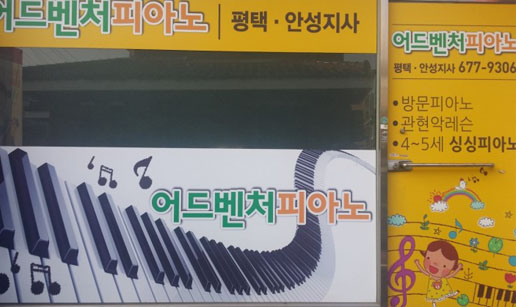 어드벤처피아노 | 평택·안성지사
어드벤처피아노
어드벤처피아노
평택·안성지사 677-9306
•방문피아노
•관현악레슨
•4~5세 싱싱피아노